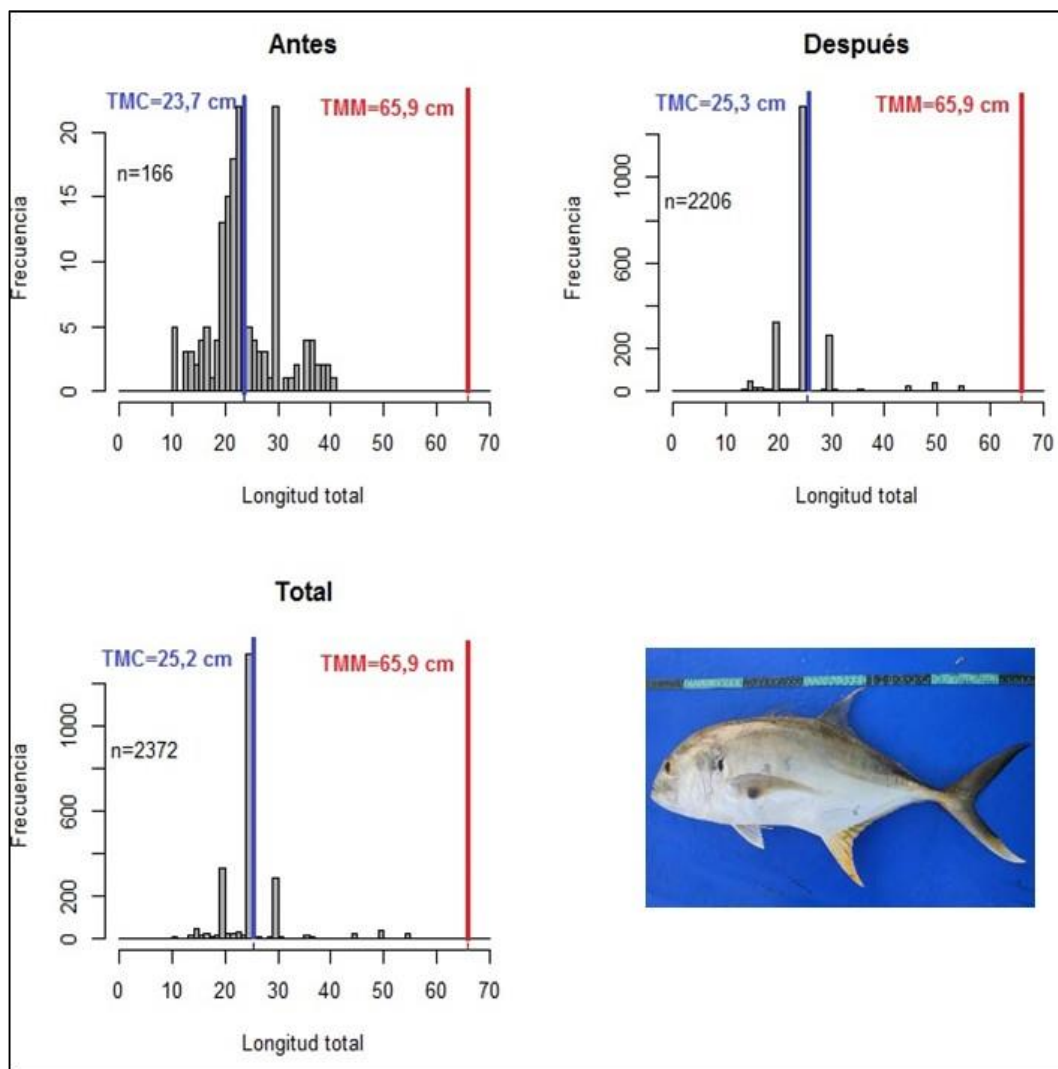 Antes
TMC=23,7 cm
TMM=65,9 cm
n=166
Frecuencia
20
15
10
5
0
0 10 20 30 40 50 60 70
Longitud total
Después
TMC=25,3 cm
TMM=65,9 cm
n=2206
Frecuencia
1000
600
200
0
0 10 20 30 40 50 60 70
Longitud total
Total
TMC=25,2 cm
TMM=65,9 cm
n=2372
Frecuencia
1000
600
200
0
0 10 20 30 40 50 60 70
Longitud total